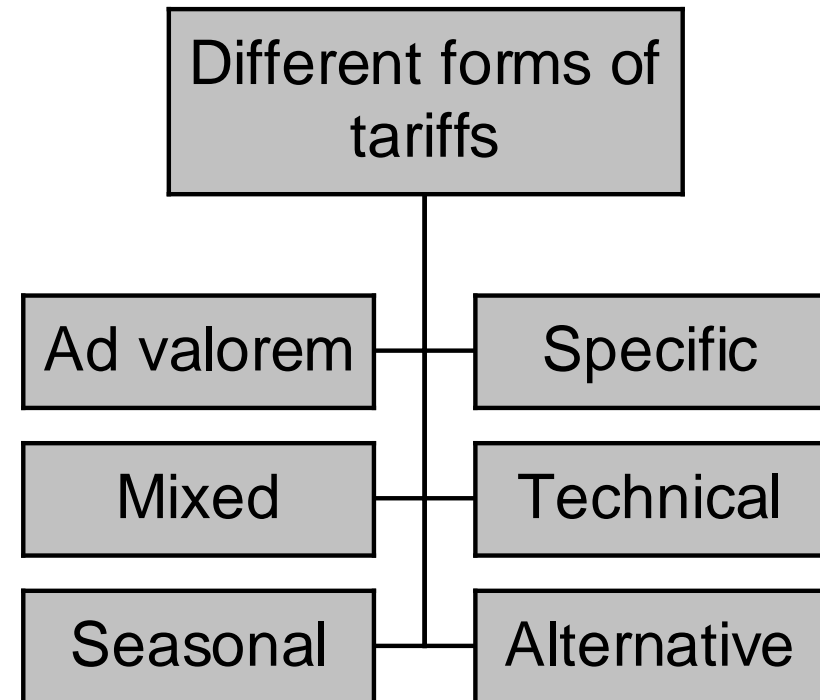 Different forms of
tariffs
Ad valorem
Specific
Mixed
Technical
Seasonal
Alternative